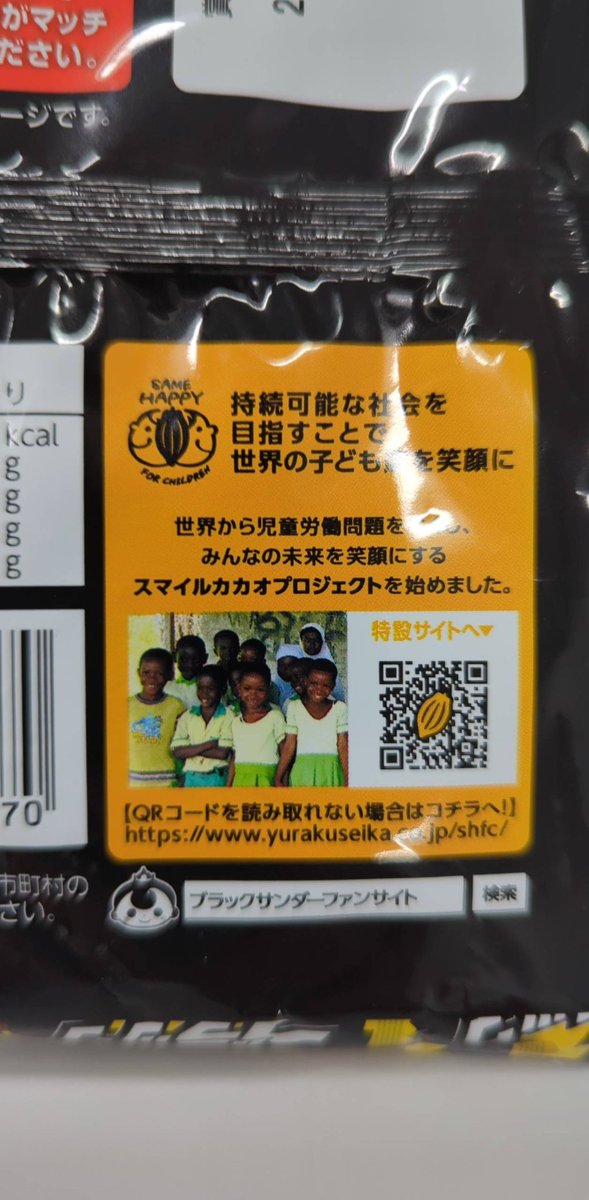 がマッチ
ださい。
ージです。
り
kcal
g
g
g
g
SAME
HAPPY
FOR CHILDREN
持続可能な社会を
目指すことで
世界の子ども を笑顔に
世界から児童労働問題を
みんなの未来を笑顔にする
スマイルカカオプロジェクトを始めました。
特設サイトへ▼
【QRコードを読み取れない場合はコチラへ!】
https://www.yurakuseika.co.jp/shfc/
70
市町村の
さい。
ブラックサンダーファンサイト
検索